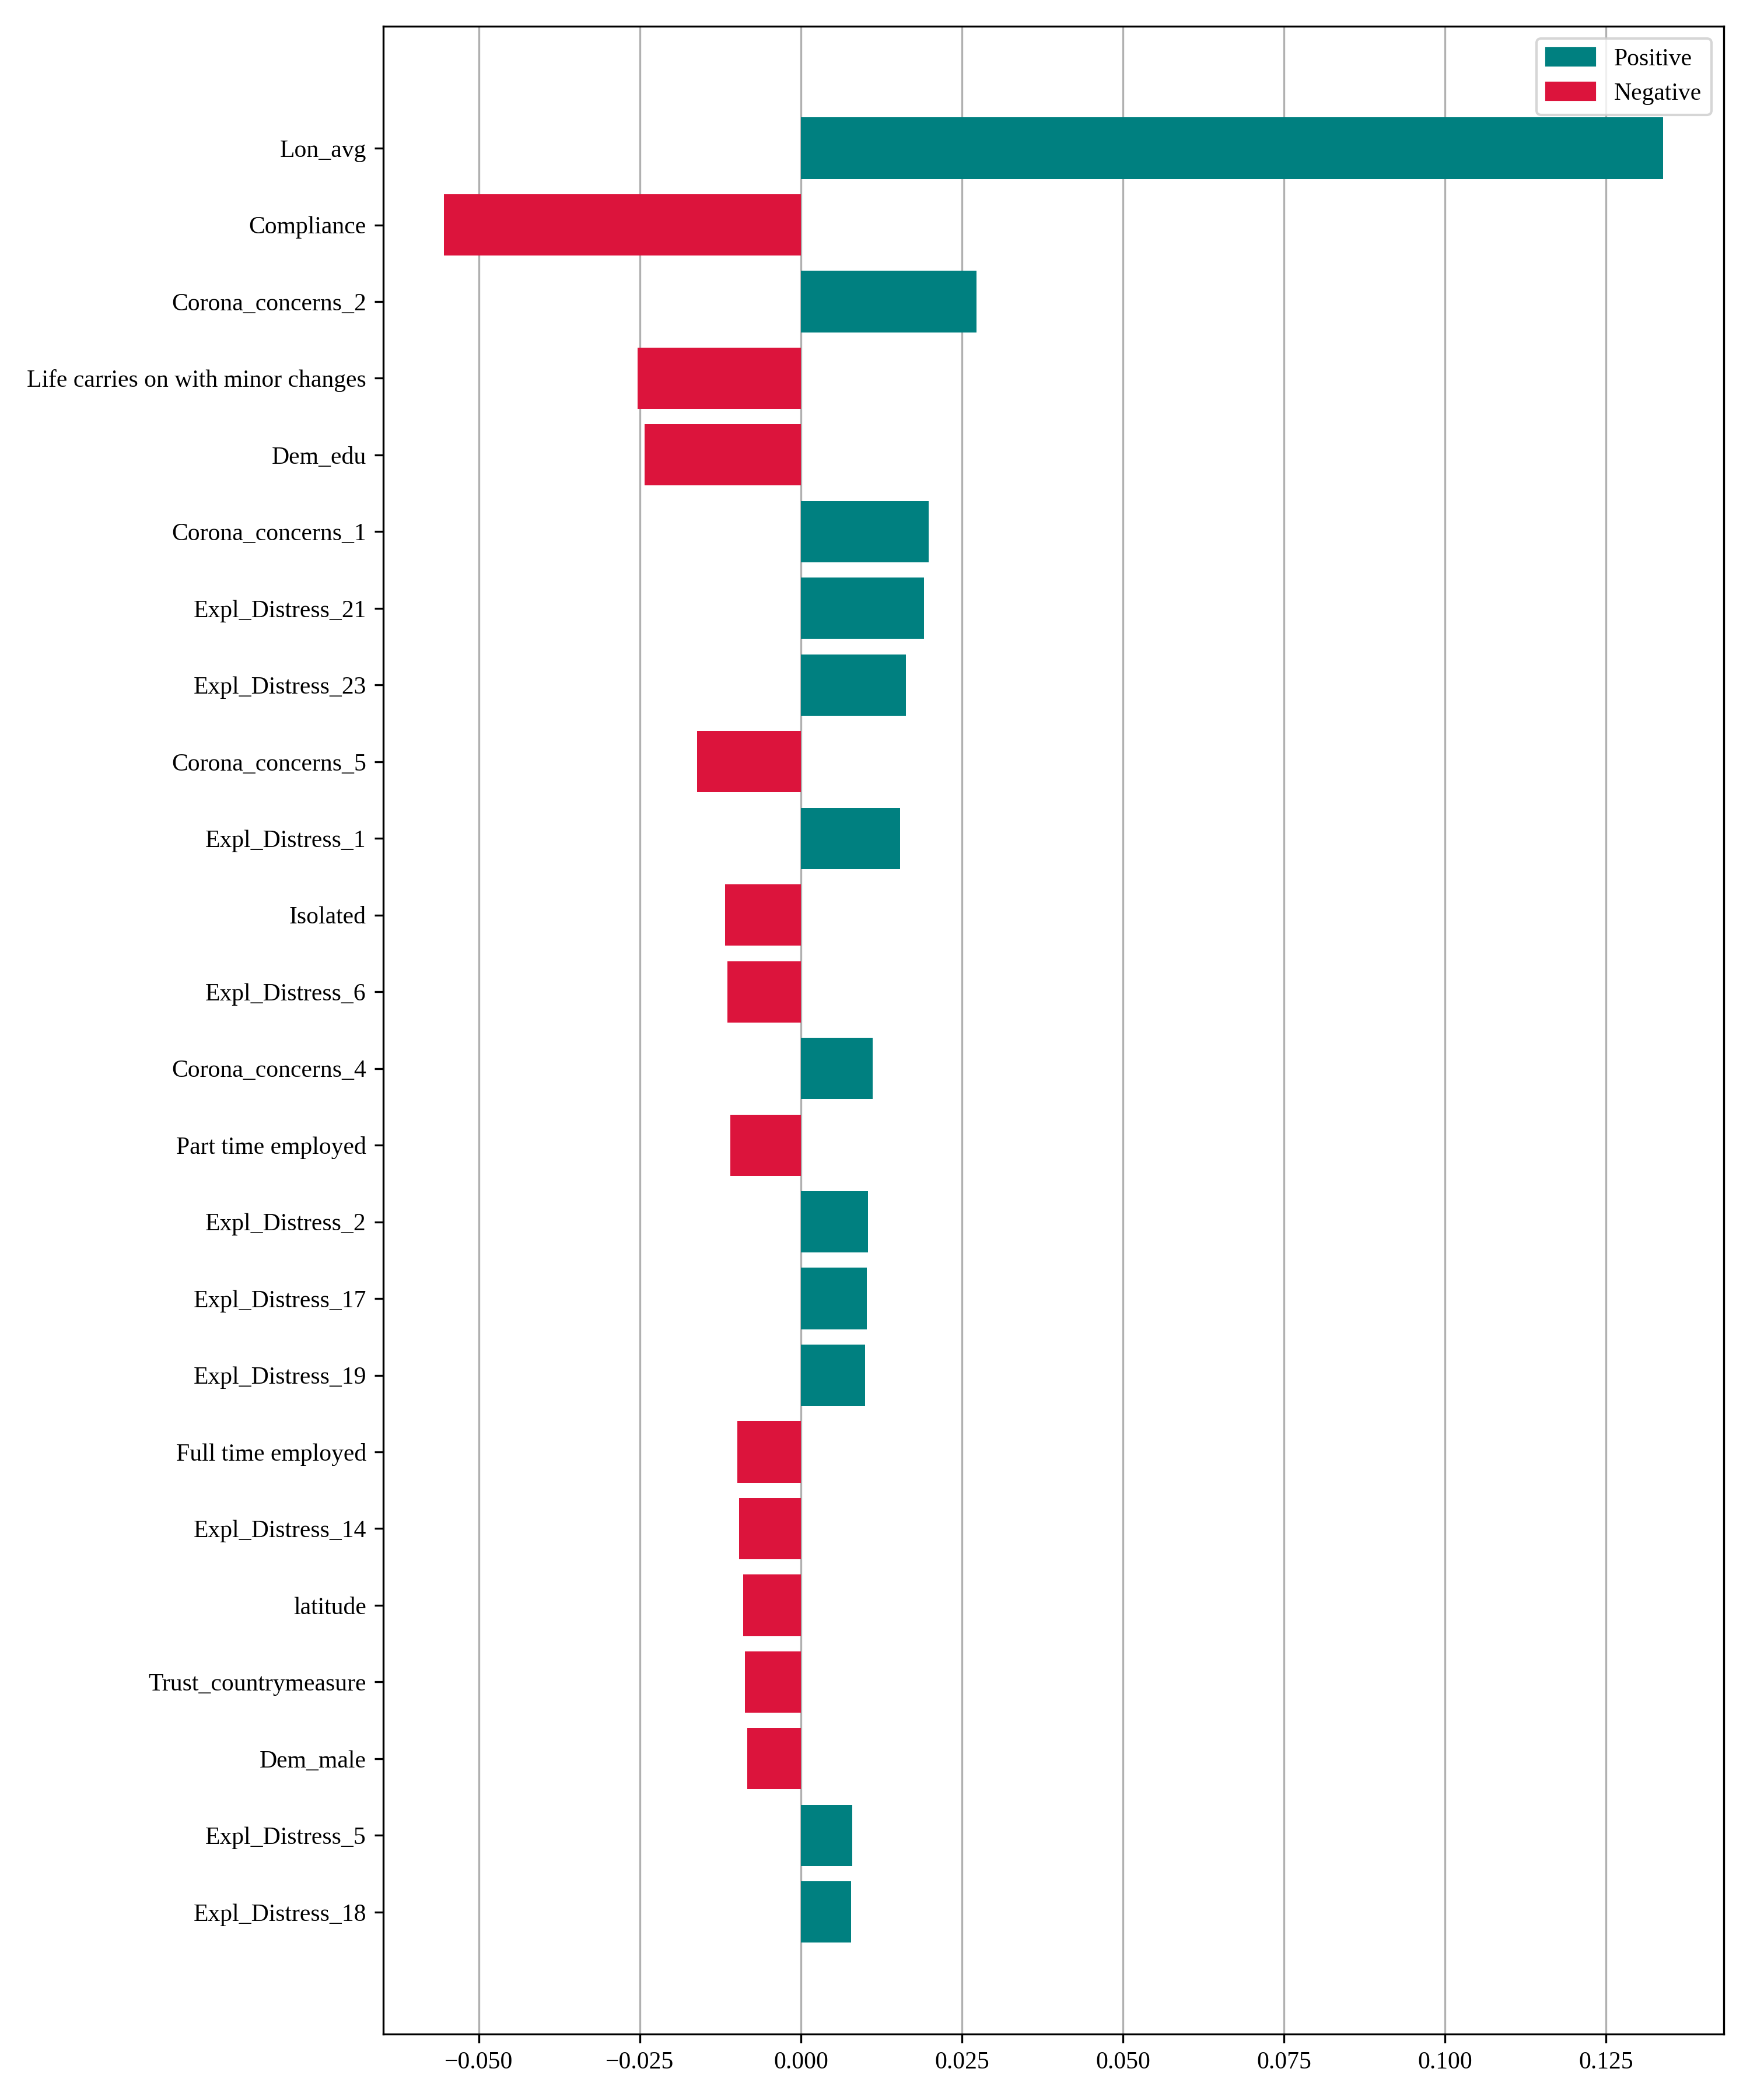 Positive
Negative
Lon_avg
Compliance
Corona_concerns_2
Life carries on with minor changes
Dem_edu
Corona_concerns_1
Expl_Distress_21
Expl_Distress_23
Corona_concerns_5
Expl_Distress_1
Isolated
Expl_Distress_6
Corona_concerns_4
Part time employed
Expl_Distress_2
Expl_Distress_17
Expl_Distress_19
Full time employed
Expl_Distress_14
latitude
Trust_countrymeasure
Dem_male
Expl_Distress_5
Expl_Distress_18
−0.050 −0.025 0.000 0.025 0.050 0.075 0.100 0.125